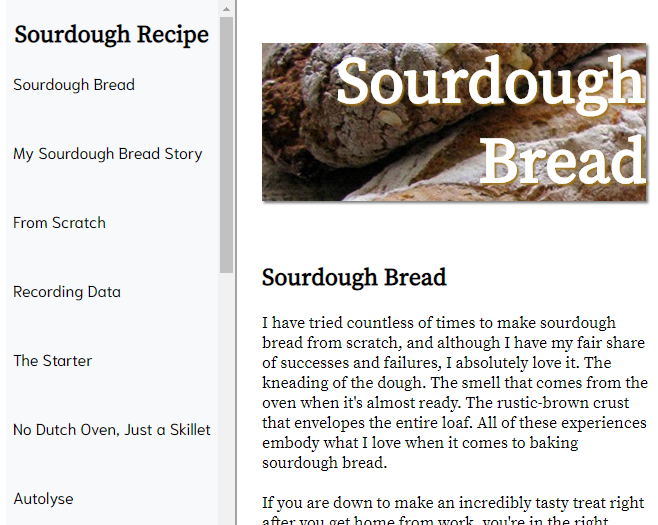 Sourdough Recipe
Sourdough Bread
My Sourdough Bread Story
From Scratch
Recording Data
The Starter
No Dutch Oven, Just a Skillet
Autolyse
Sourdough
Bread
Sourdough Bread
I have tried countless of times to make sourdough
bread from scratch, and although I have my fair share
of successes and failures, I absolutely love it. The
kneading of the dough. The smell that comes from the
oven when it's almost ready. The rustic-brown crust
that envelopes the entire loaf. All of these experiences
embody what I love when it comes to baking
sourdough bread.
If you are down to make an incredibly tasty treat right
after you get home from work, you're in the right